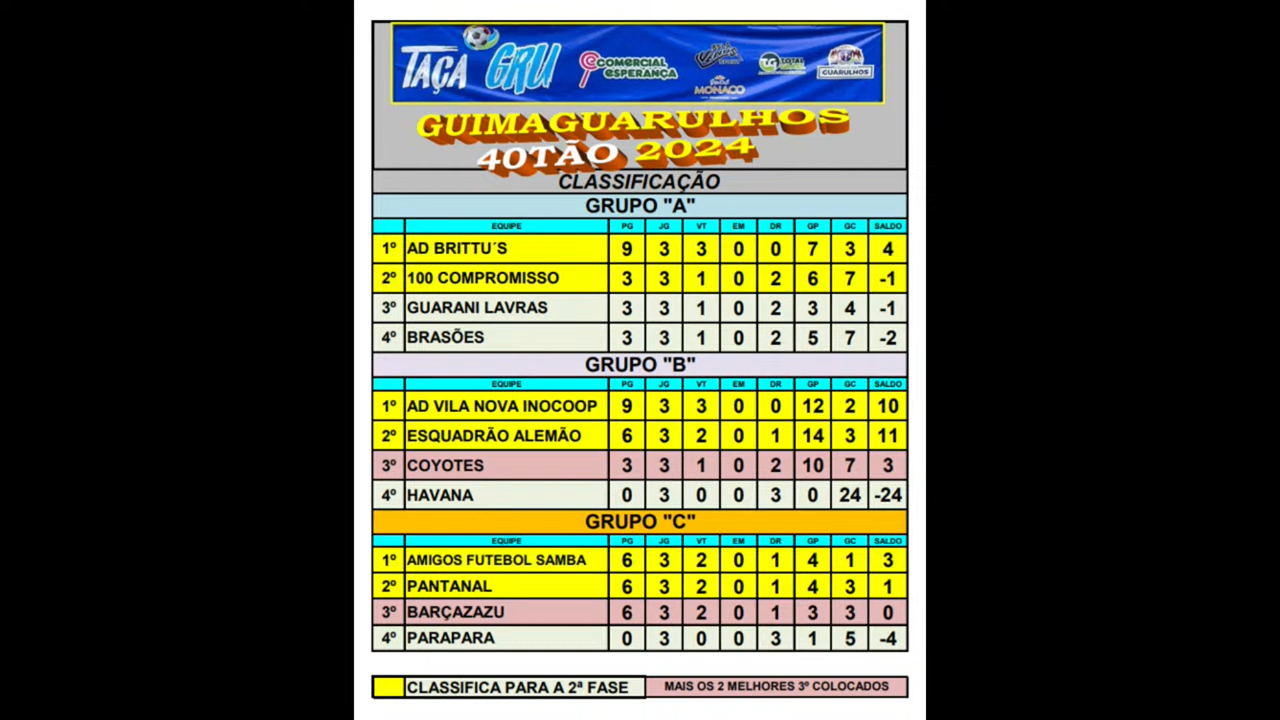 TAÇA GRU
COMERCIAL ESPERANÇA
MONACO
TOTAL
GUARULHOS
GUIMAGUARULHOS
40TÃO 2024
CLASSIFICAÇÃO
GRUPO "A"
EQUIPE PG JG VT EM DR GP GC SALDO
1º AD BRITTU´S 9 3 3 0 0 7 3 4
2º 100 COMPROMISSO 3 3 1 0 2 6 7 -1
3º GUARANI LAVRAS 3 3 1 0 2 3 4 -1
4º BRASÕES 3 3 1 0 2 5 7 -2
GRUPO "B"
EQUIPE PG JG VT EM DR GP GC SALDO
1º AD VILA NOVA INOCOOP 9 3 3 0 0 12 2 10
2º ESQUADRÃO ALEMÃO 6 3 2 0 1 14 3 11
3º COYOTES 3 3 1 0 2 10 7 3
4º HAVANA 0 3 0 0 3 0 24 -24
GRUPO "C"
EQUIPE PG JG VT EM DR GP GC SALDO
1º AMIGOS FUTEBOL SAMBA 6 3 2 0 1 4 1 3
2º PANTANAL 6 3 2 0 1 4 3 1
3º BARÇAZAZU 6 3 2 0 1 3 3 0
4º PARAPARA 0 3 0 0 3 1 5 -4
CLASSIFICA PARA A 2ª FASE MAIS OS 2 MELHORES 3º COLOCADOS